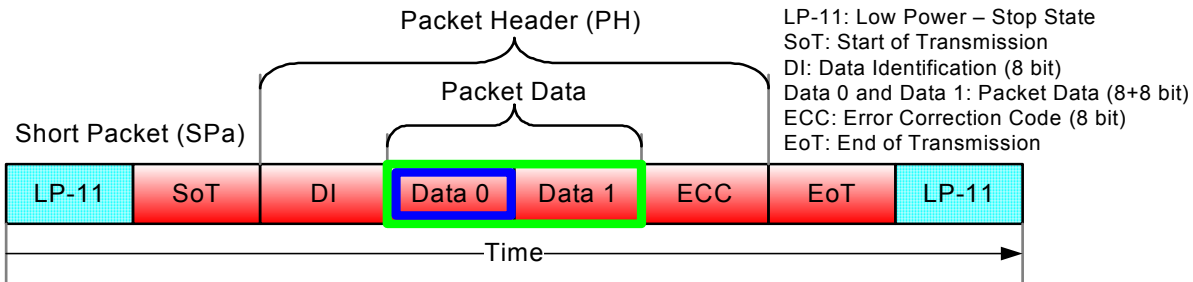 Packet Header (PH)
Packet Data
Short Packet (SPa)
LP-11: Low Power – Stop State
SoT: Start of Transmission
DI: Data Identification (8 bit)
Data 0 and Data 1: Packet Data (8+8 bit)
ECC: Error Correction Code (8 bit)
EoT: End of Transmission
LP-11 SoT DI Data 0 Data 1 ECC EoT LP-11
Time